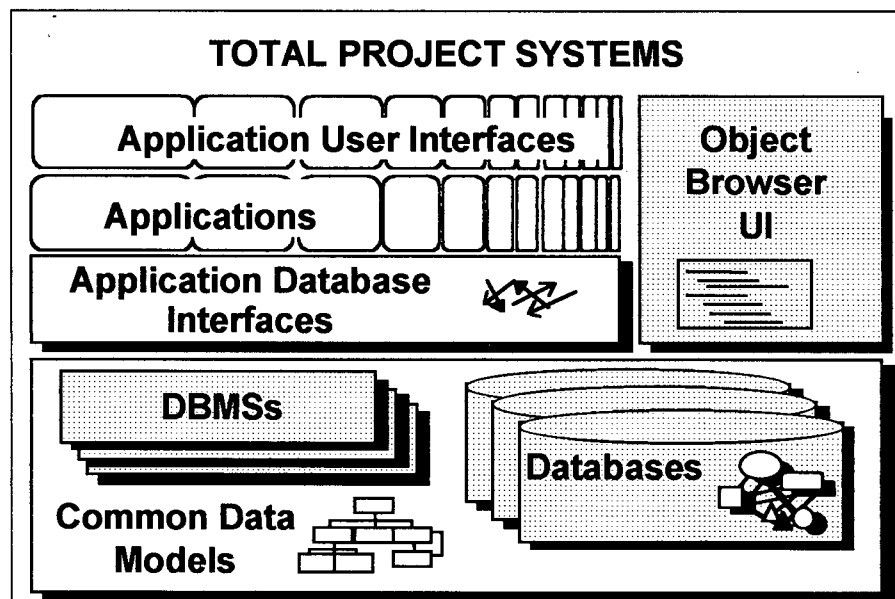 TOTAL PROJECT SYSTEMS
Application User Interfaces
Applications
Application Database
Interfaces
Object
Browser
UI
DBMSs
Databases
Common Data
Models